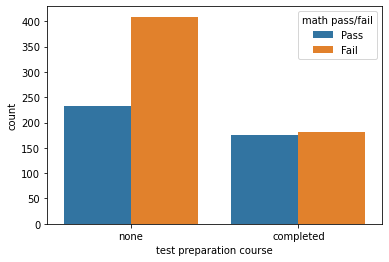 400
350
300
250
200
150
100
50
0
count
none
completed
test preparation course
math pass/fail
Pass
Fail